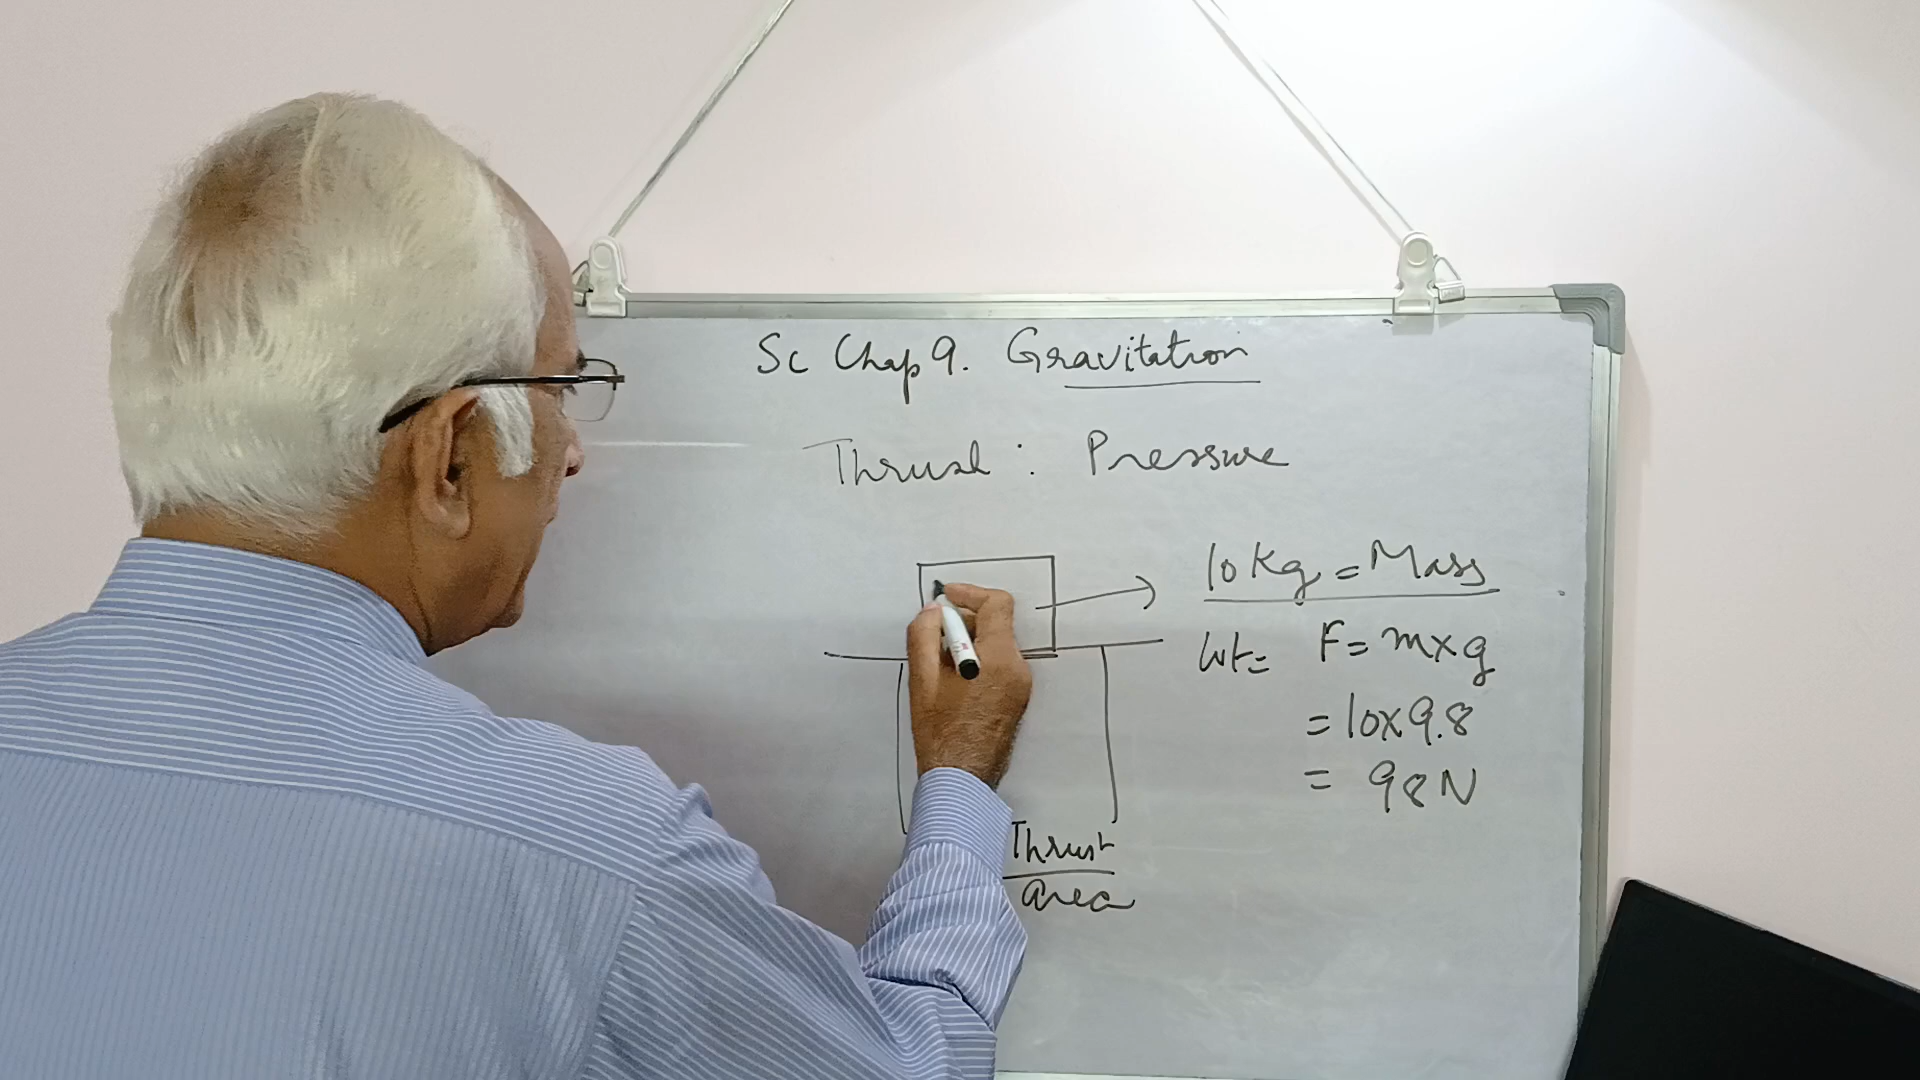 Sc Chap 9. Gravitation
Thrust : Pressure
10 Kg = Mass
Wt = F = m x g
= 10 x 9.8
= 98 N
Thrust
area